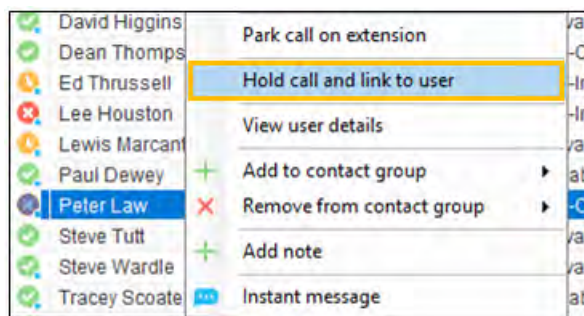 David Higgins
Park call on extension
Dean Thomps
Ed Thrussell
Hold call and link to user
Lee Houston
View user details
Lewis Marcant
Paul Dewey
Add to contact group
Peter Law
Remove from contact group
Steve Tutt
Add note
Steve Wardle
Tracey Scoate
Instant message